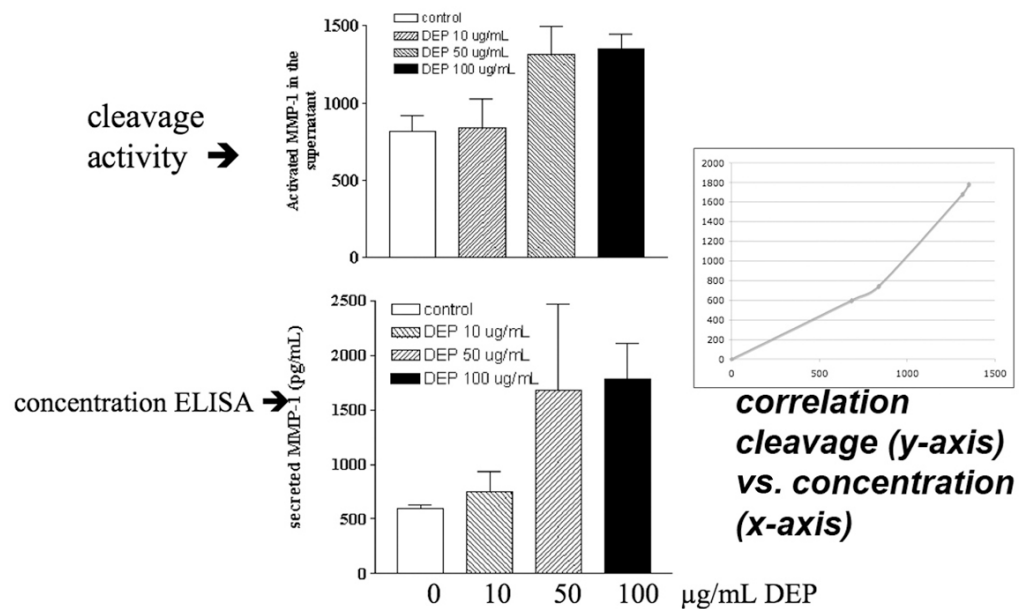 control
DEP 10 ug/mL
DEP 50 ug/mL
DEP 100 ug/mL
1500
1000
500
0
Activated MMP-1 in the
supernatant
cleavage
activity ➔
2000
1800
1600
1400
1200
1000
800
600
400
200
0
0
500
1000
1500
control
DEP 10 ug/mL
DEP 50 ug/mL
DEP 100 ug/mL
2500
2000
1500
1000
500
0
secreted MMP-1 (pg/mL)
concentration ELISA ➔
correlation
cleavage (y-axis)
vs. concentration
(x-axis)
0 10 50 100 µg/mL DEP